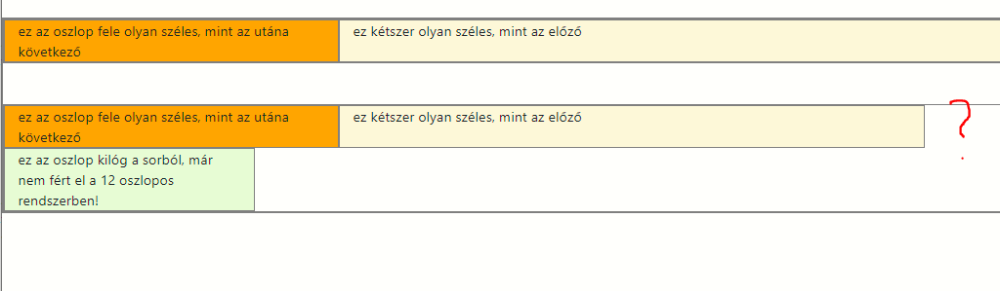 ez az oszlop fele olyan széles, mint az utána
következő
ez kétszer olyan széles, mint az előző
ez az oszlop fele olyan széles, mint az utána
következő
ez kétszer olyan széles, mint az előző
?
ez az oszlop kilóg a sorból, már
nem fért el a 12 oszlopos
rendszerben!